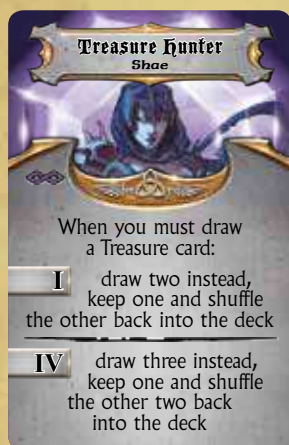 Treasure Hunter
Shae
When you must draw
a Treasure card:
I draw two instead,
keep one and shuffle
the other back into the deck
IV draw three instead,
keep one and shuffle
the other two back
into the deck